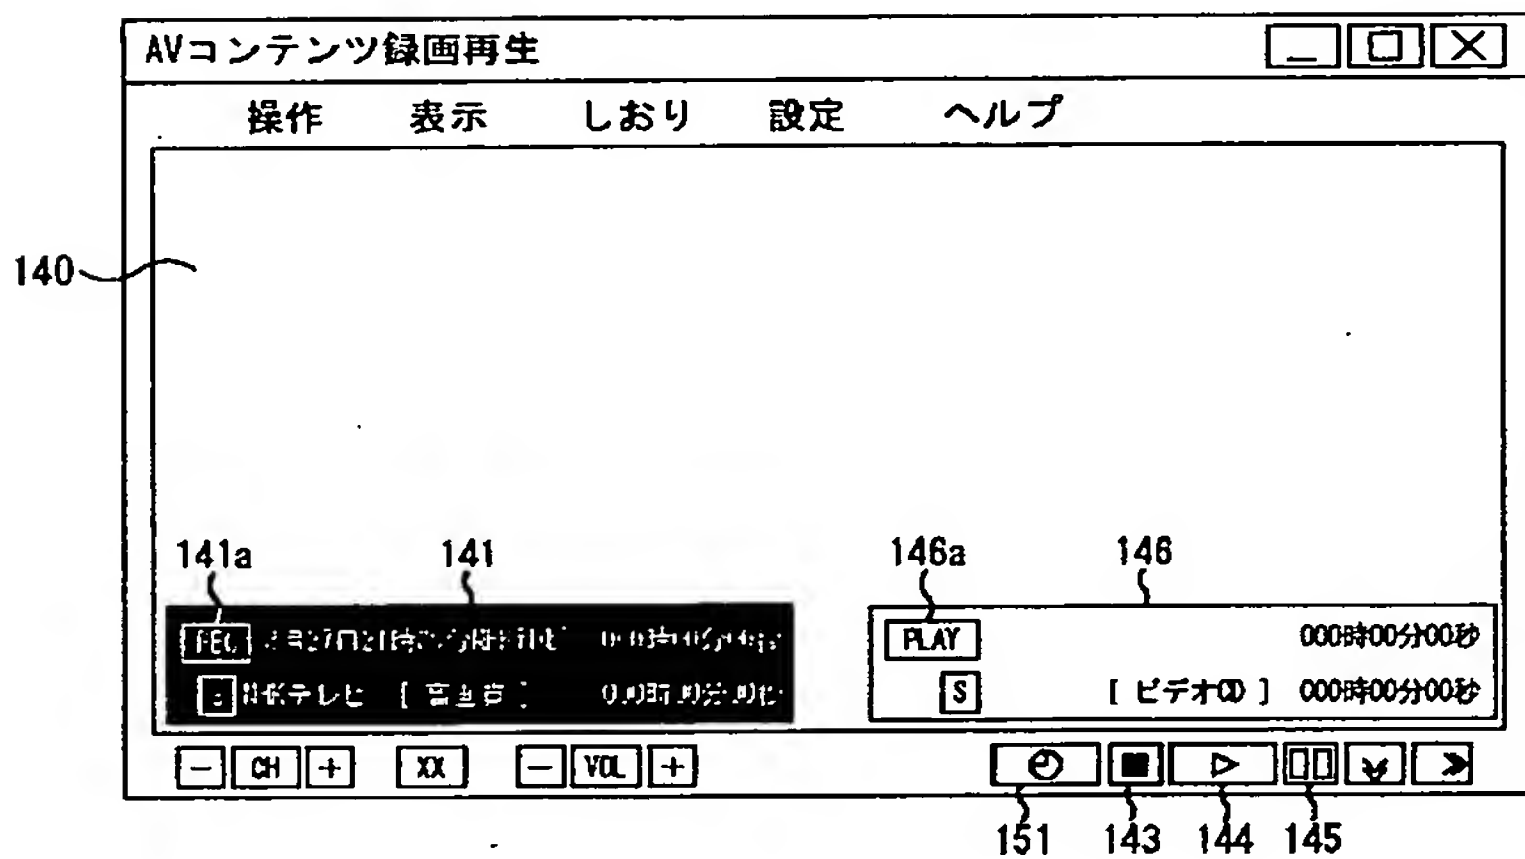 AVコンテンツ録画再生
操作 表示 しおり 設定 ヘルプ
140
141a 141 146a 146
REC
PLAY 000時00分00秒
テレビ
S [ ビデオCD ] 000時00分00秒
- CH + XX - VOL +
151 143 144 145